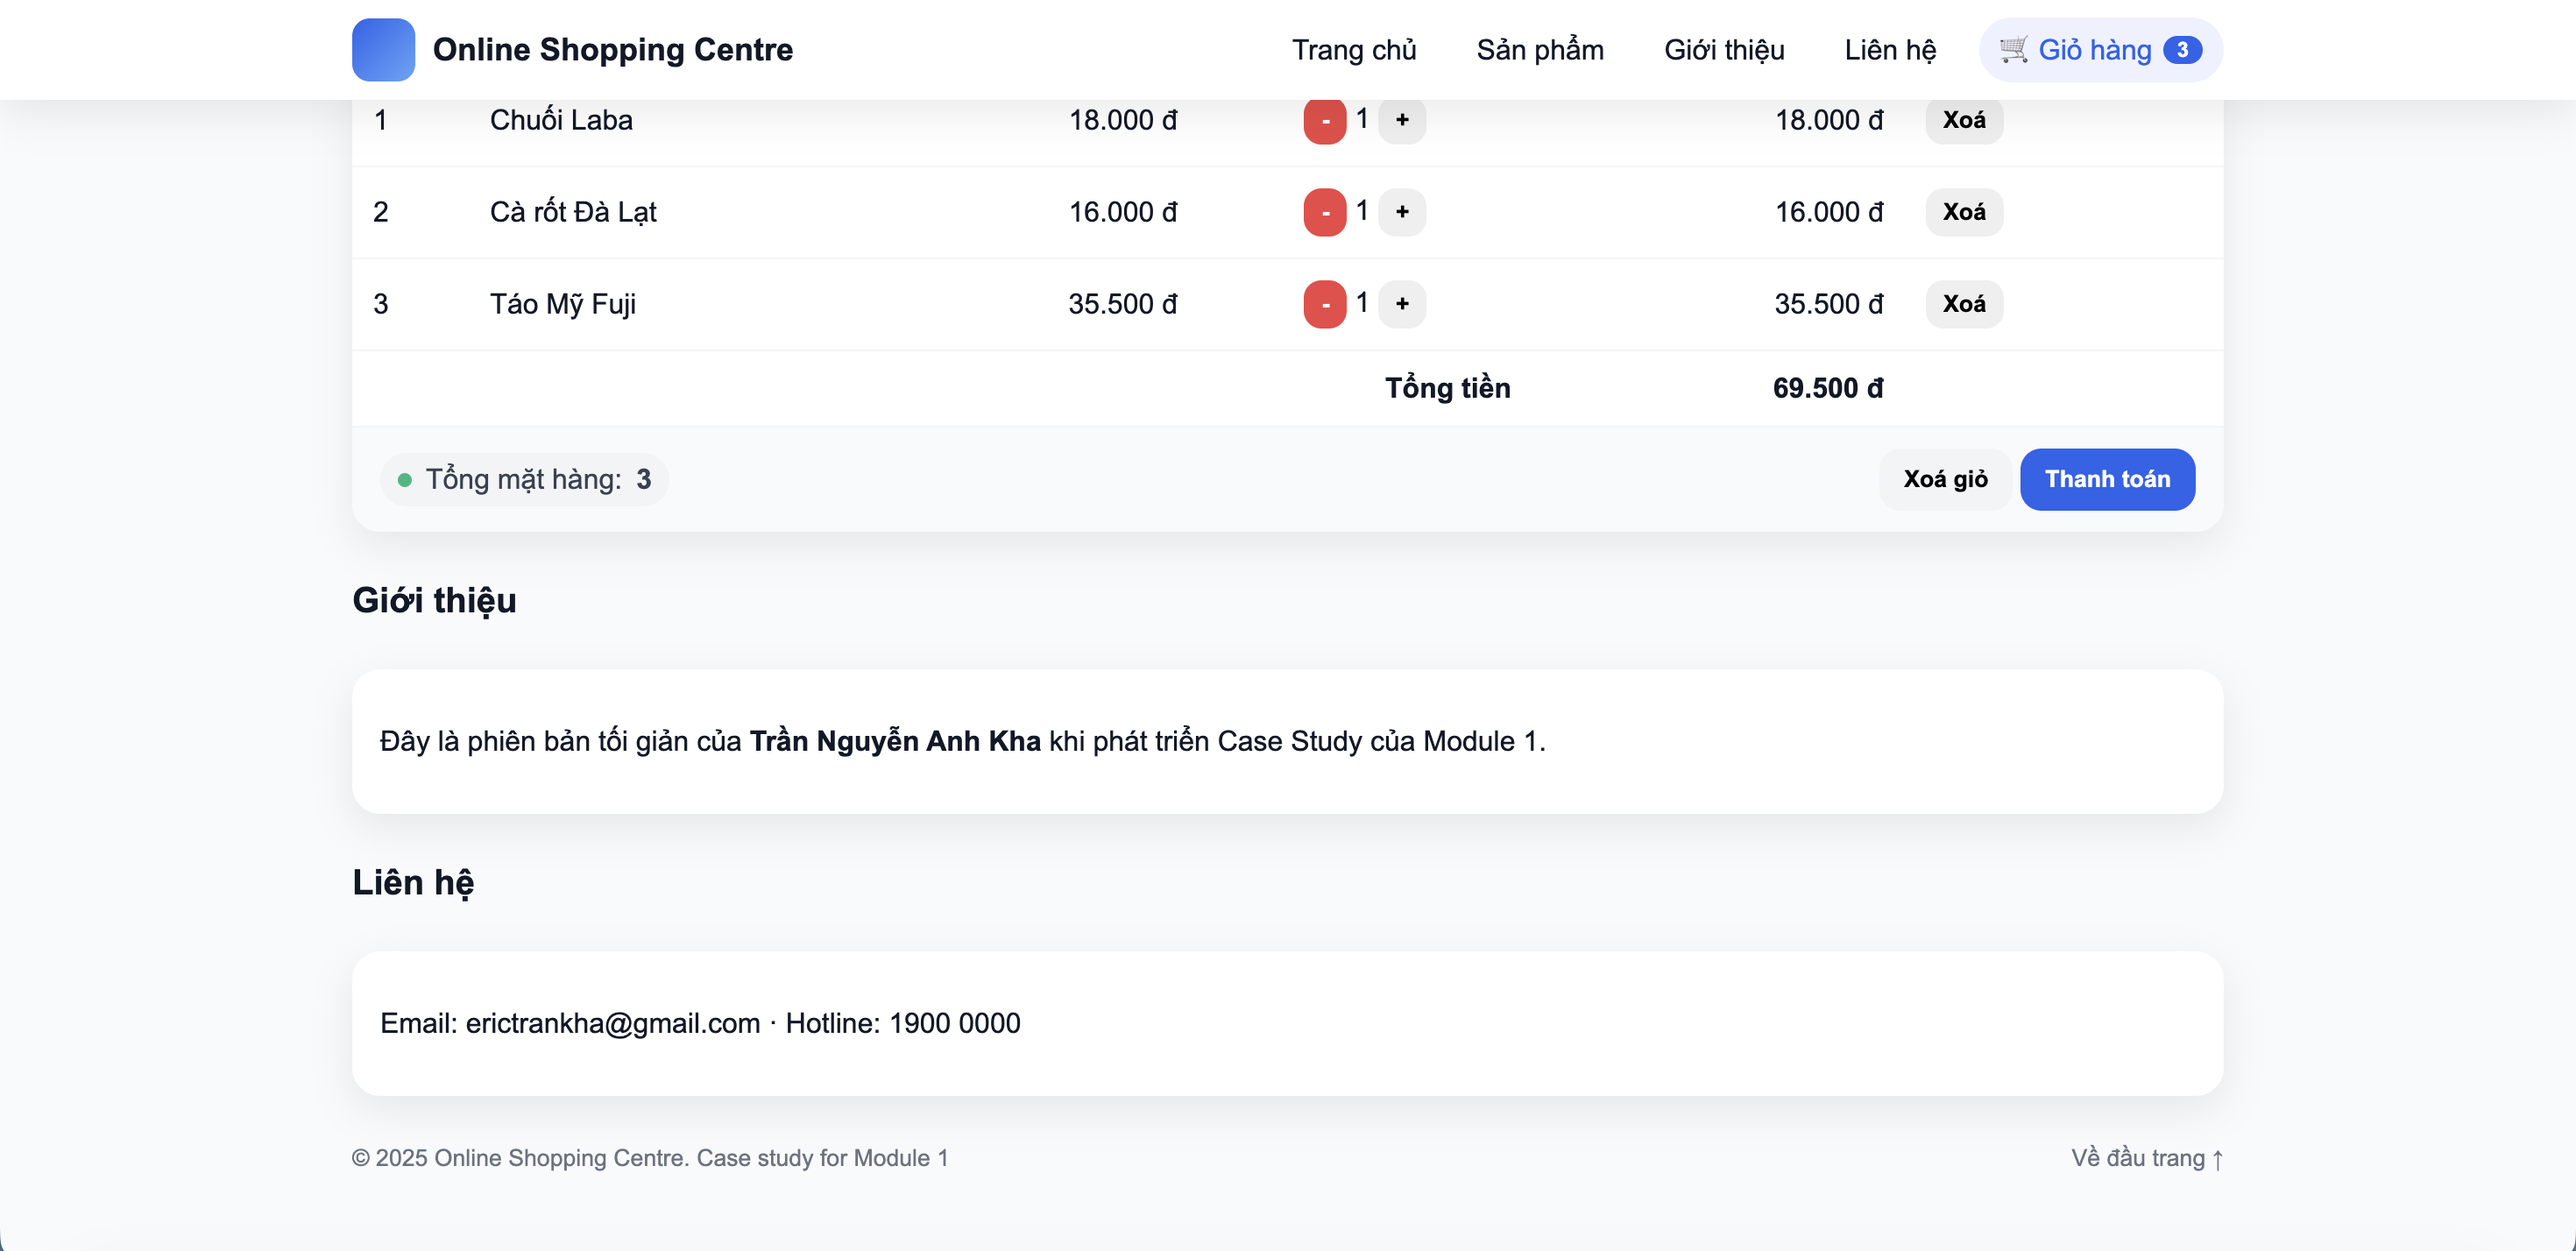 Online Shopping Centre Trang chủ Sản phẩm Giới thiệu Liên hệ 🛒 Giỏ hàng 3
1 Chuối Laba 18.000 đ - 1 + 18.000 đ Xoá
2 Cà rốt Đà Lạt 16.000 đ - 1 + 16.000 đ Xoá
3 Táo Mỹ Fuji 35.500 đ - 1 + 35.500 đ Xoá
Tổng tiền 69.500 đ
Tổng mặt hàng: 3 Xoá giỏ Thanh toán
Giới thiệu
Đây là phiên bản tối giản của Trần Nguyễn Anh Kha khi phát triển Case Study của Module 1.
Liên hệ
Email: erictrankha@gmail.com · Hotline: 1900 0000
© 2025 Online Shopping Centre. Case study for Module 1 Về đầu trang ↑